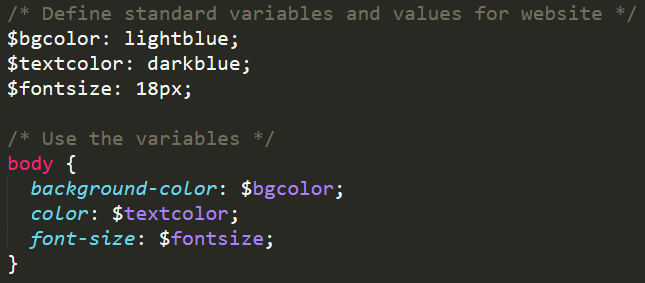 /* Define standard variables and values for website */
$bgcolor: lightblue;
$textcolor: darkblue;
$fontsize: 18px;
/* Use the variables */
body {
background-color: $bgcolor;
color: $textcolor;
font-size: $fontsize;
}